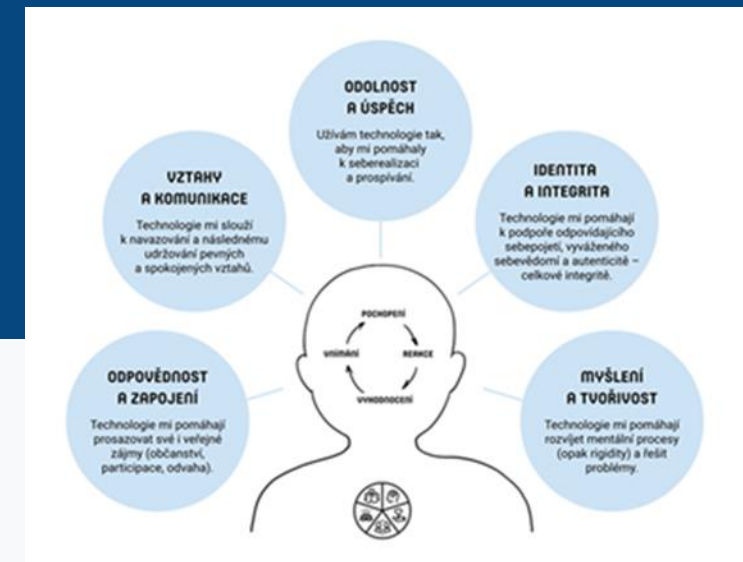 ODOLNOST
A ÚSPĚCH
Užívám technologie tak,
aby mi pomáhaly
k seberealizaci
a prospívání.
VZTAHY
A KOMUNIKACE
Technologie mi slouží
k navazování a následnému
udržování pevných
a spokojených vztahů.
IDENTITA
A INTEGRITA
Technologie mi pomáhají
k podpoře odpovídajícího
sebepojetí, vyváženého
sebevědomí a autenticitě –
celkové integritě.
POCHOPENÍ
VNÍMÁNÍ
REAKCE
VYHODNOCENÍ
ODPOVĚDNOST
A ZAPOJENÍ
Technologie mi pomáhají
prosazovat své i veřejné
zájmy (občanství,
participace, odvaha).
MYŠLENÍ
A TVOŘIVOST
Technologie mi pomáhají
rozvíjet mentální procesy
(opak rigidity) a řešit
problémy.